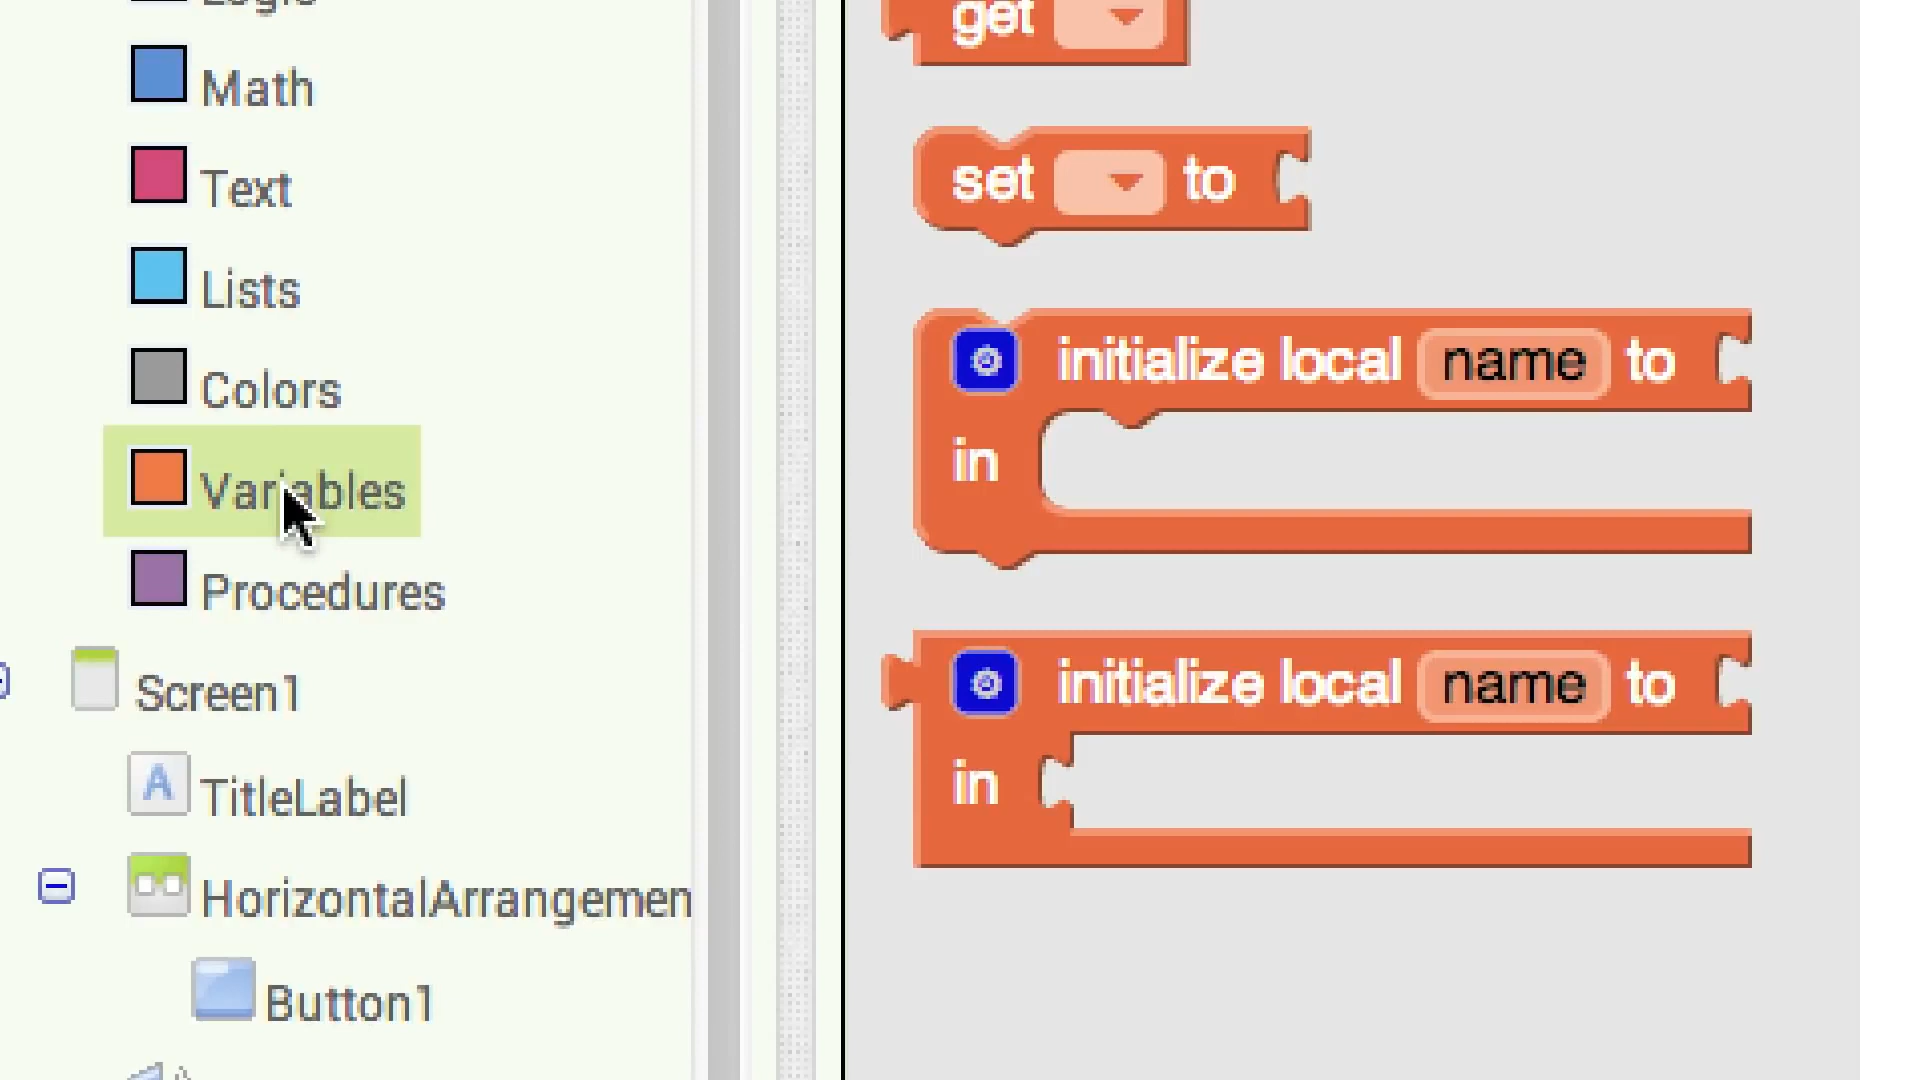 Logic
Math
Text
Lists
Colors
Variables
Procedures
Screen1
TitleLabel
HorizontalArrangemen
Button1
get
set to
initialize local name to
in
initialize local name to
in